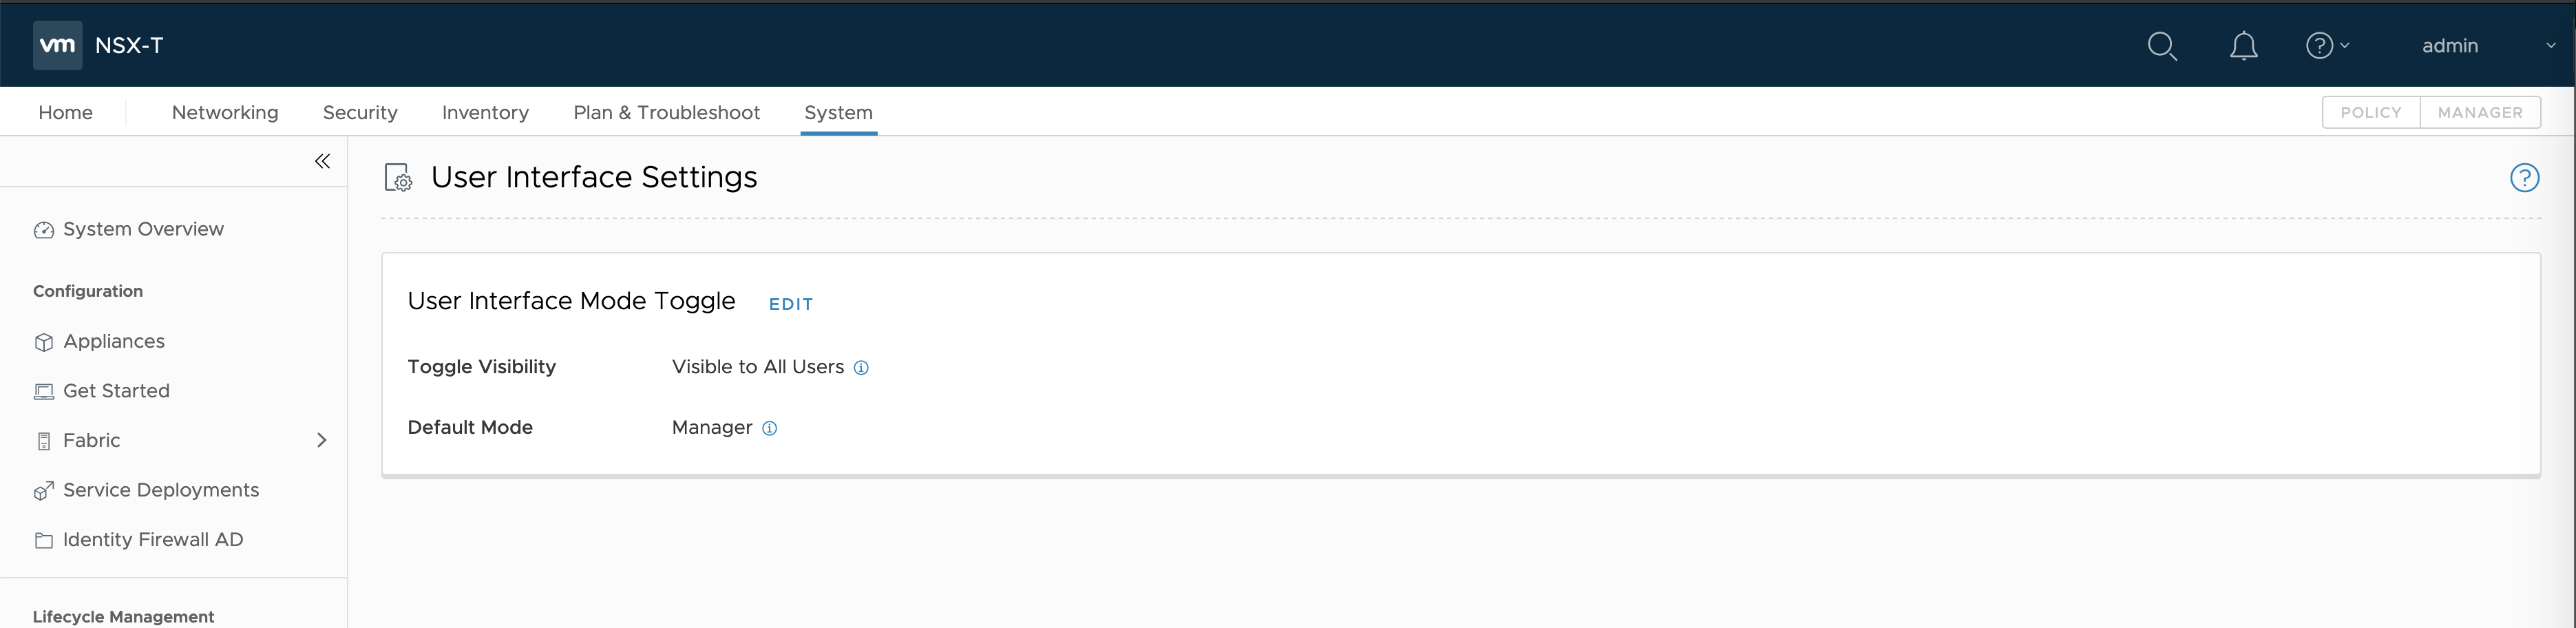 vm NSX-T
admin
Home Networking Security Inventory Plan & Troubleshoot System POLICY MANAGER
User Interface Settings
System Overview
Configuration
Appliances
Get Started
Fabric
Service Deployments
Identity Firewall AD
Lifecycle Management
User Interface Mode Toggle EDIT
Toggle Visibility Visible to All Users
Default Mode Manager